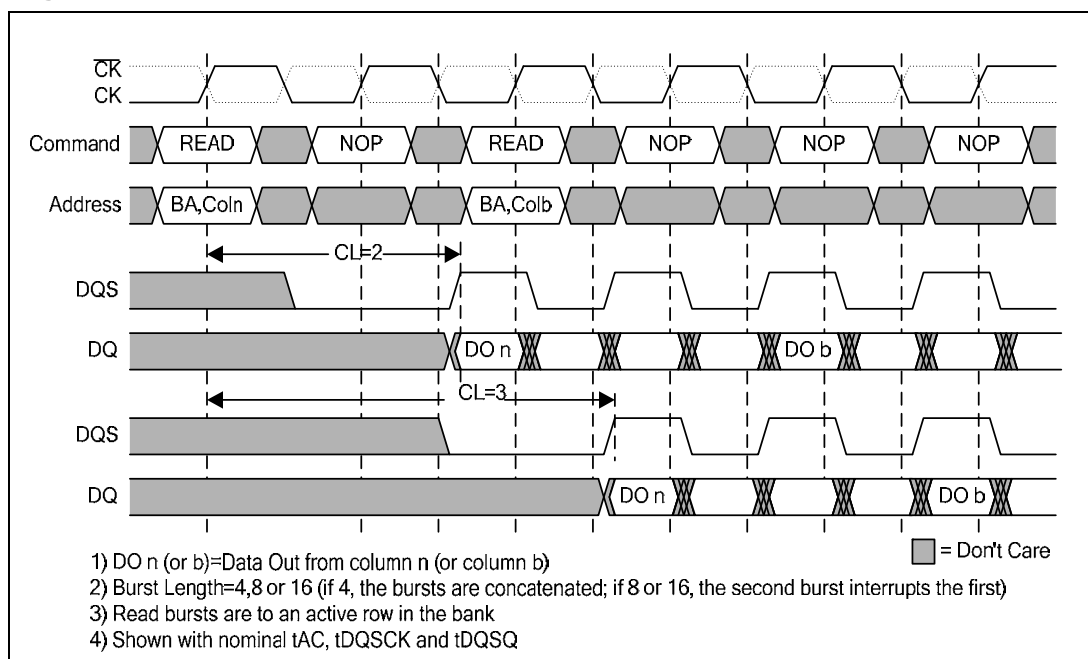 CK
CK
Command READ NOP READ NOP NOP NOP
Address BA,Coln BA,Colb
CL=2
DQS
DQ DO n DO b
CL=3
DQS
DQ DO n DO b
= Don't Care
1) DO n (or b)=Data Out from column n (or column b)
2) Burst Length=4,8 or 16 (if 4, the bursts are concatenated; if 8 or 16, the second burst interrupts the first)
3) Read bursts are to an active row in the bank
4) Shown with nominal tAC, tDQSCK and tDQSQ